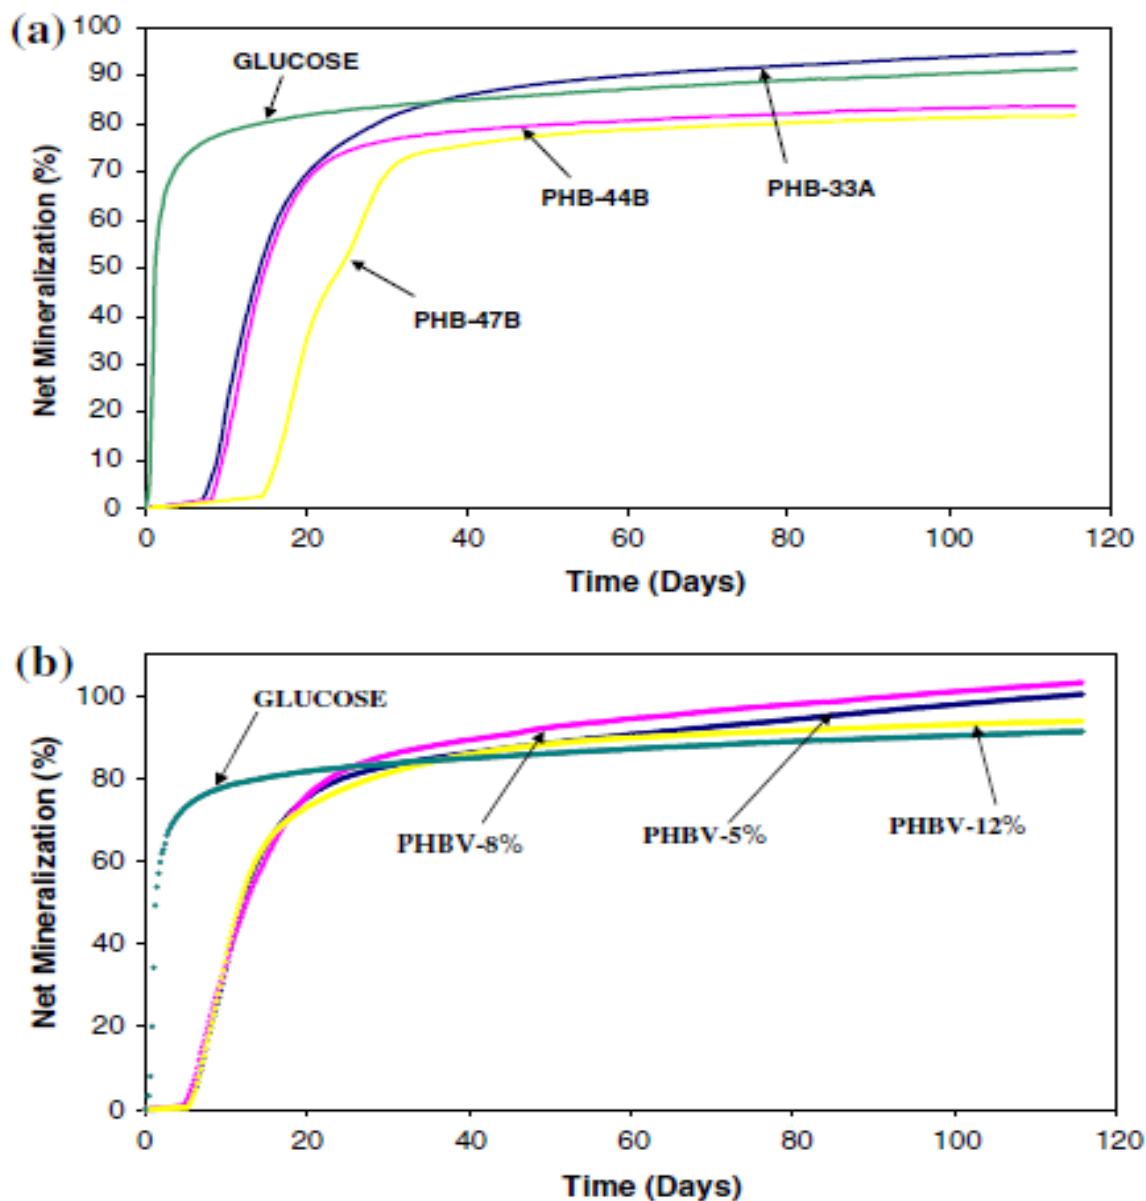 (a)
100
90
80
70
60
50
40
30
20
10
0
Net Mineralization (%)
GLUCOSE
PHB-44B
PHB-33A
PHB-47B
0 20 40 60 80 100 120
Time (Days)
(b)
100
80
60
40
20
0
Net Mineralization (%)
GLUCOSE
PHBV-8%
PHBV-5%
PHBV-12%
0 20 40 60 80 100 120
Time (Days)